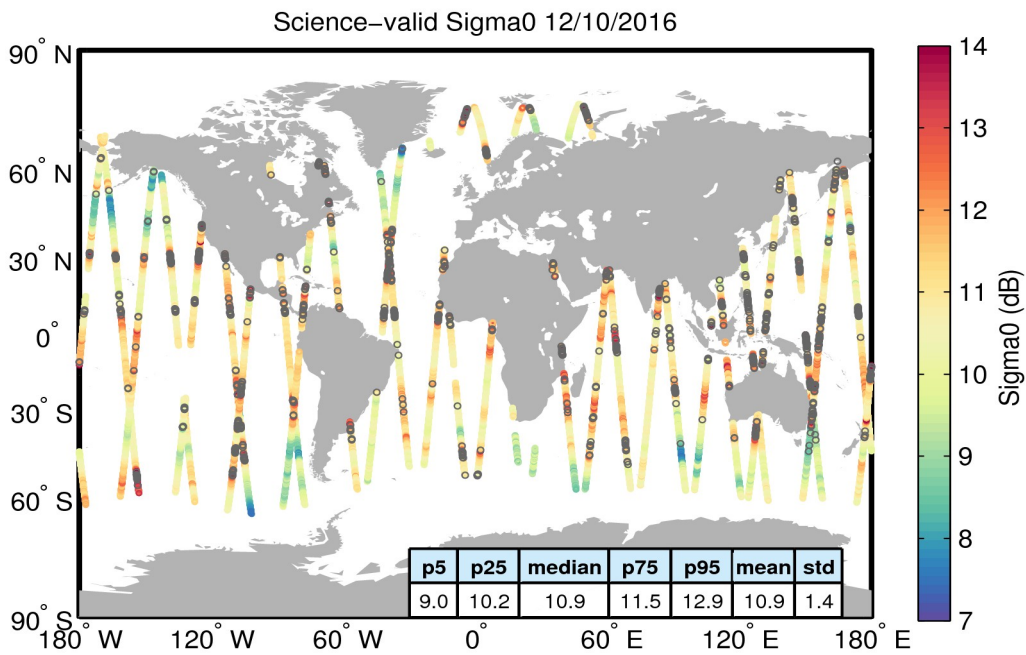 Science−valid Sigma0 12/10/2016
90° N
60° N
30° N
0°
30° S
60° S
90° S
180° W
120° W
60° W
0°
60° E
120° E
180° E
p5 p25 median p75 p95 mean std
9.0 10.2 10.9 11.5 12.9 10.9 1.4
14
13
12
11
10
9
8
7
Sigma0 (dB)